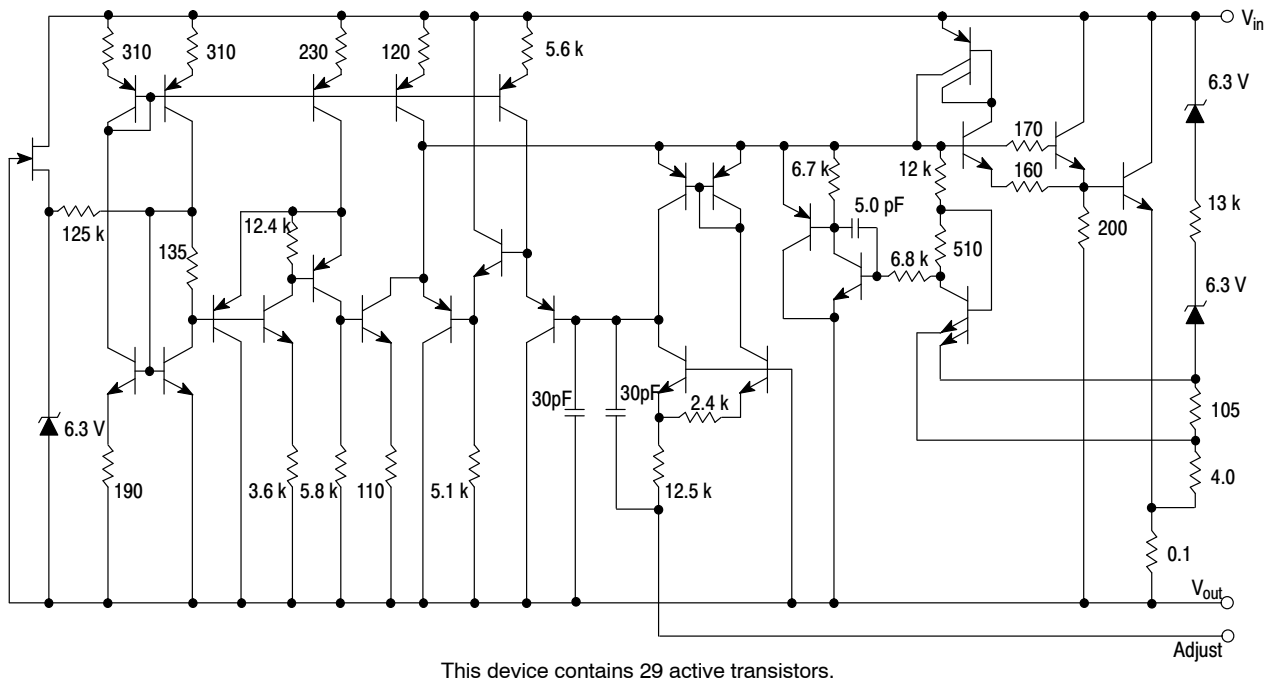 V_in
310
310
230
120
5.6 k
6.3 V
170
6.7 k
12 k
160
5.0 pF
13 k
125 k
12.4 k
200
135
6.8 k
510
6.3 V
30pF
30pF
2.4 k
105
6.3 V
190
3.6 k
5.8 k
110
5.1 k
12.5 k
4.0
0.1
V_out
Adjust
This device contains 29 active transistors.